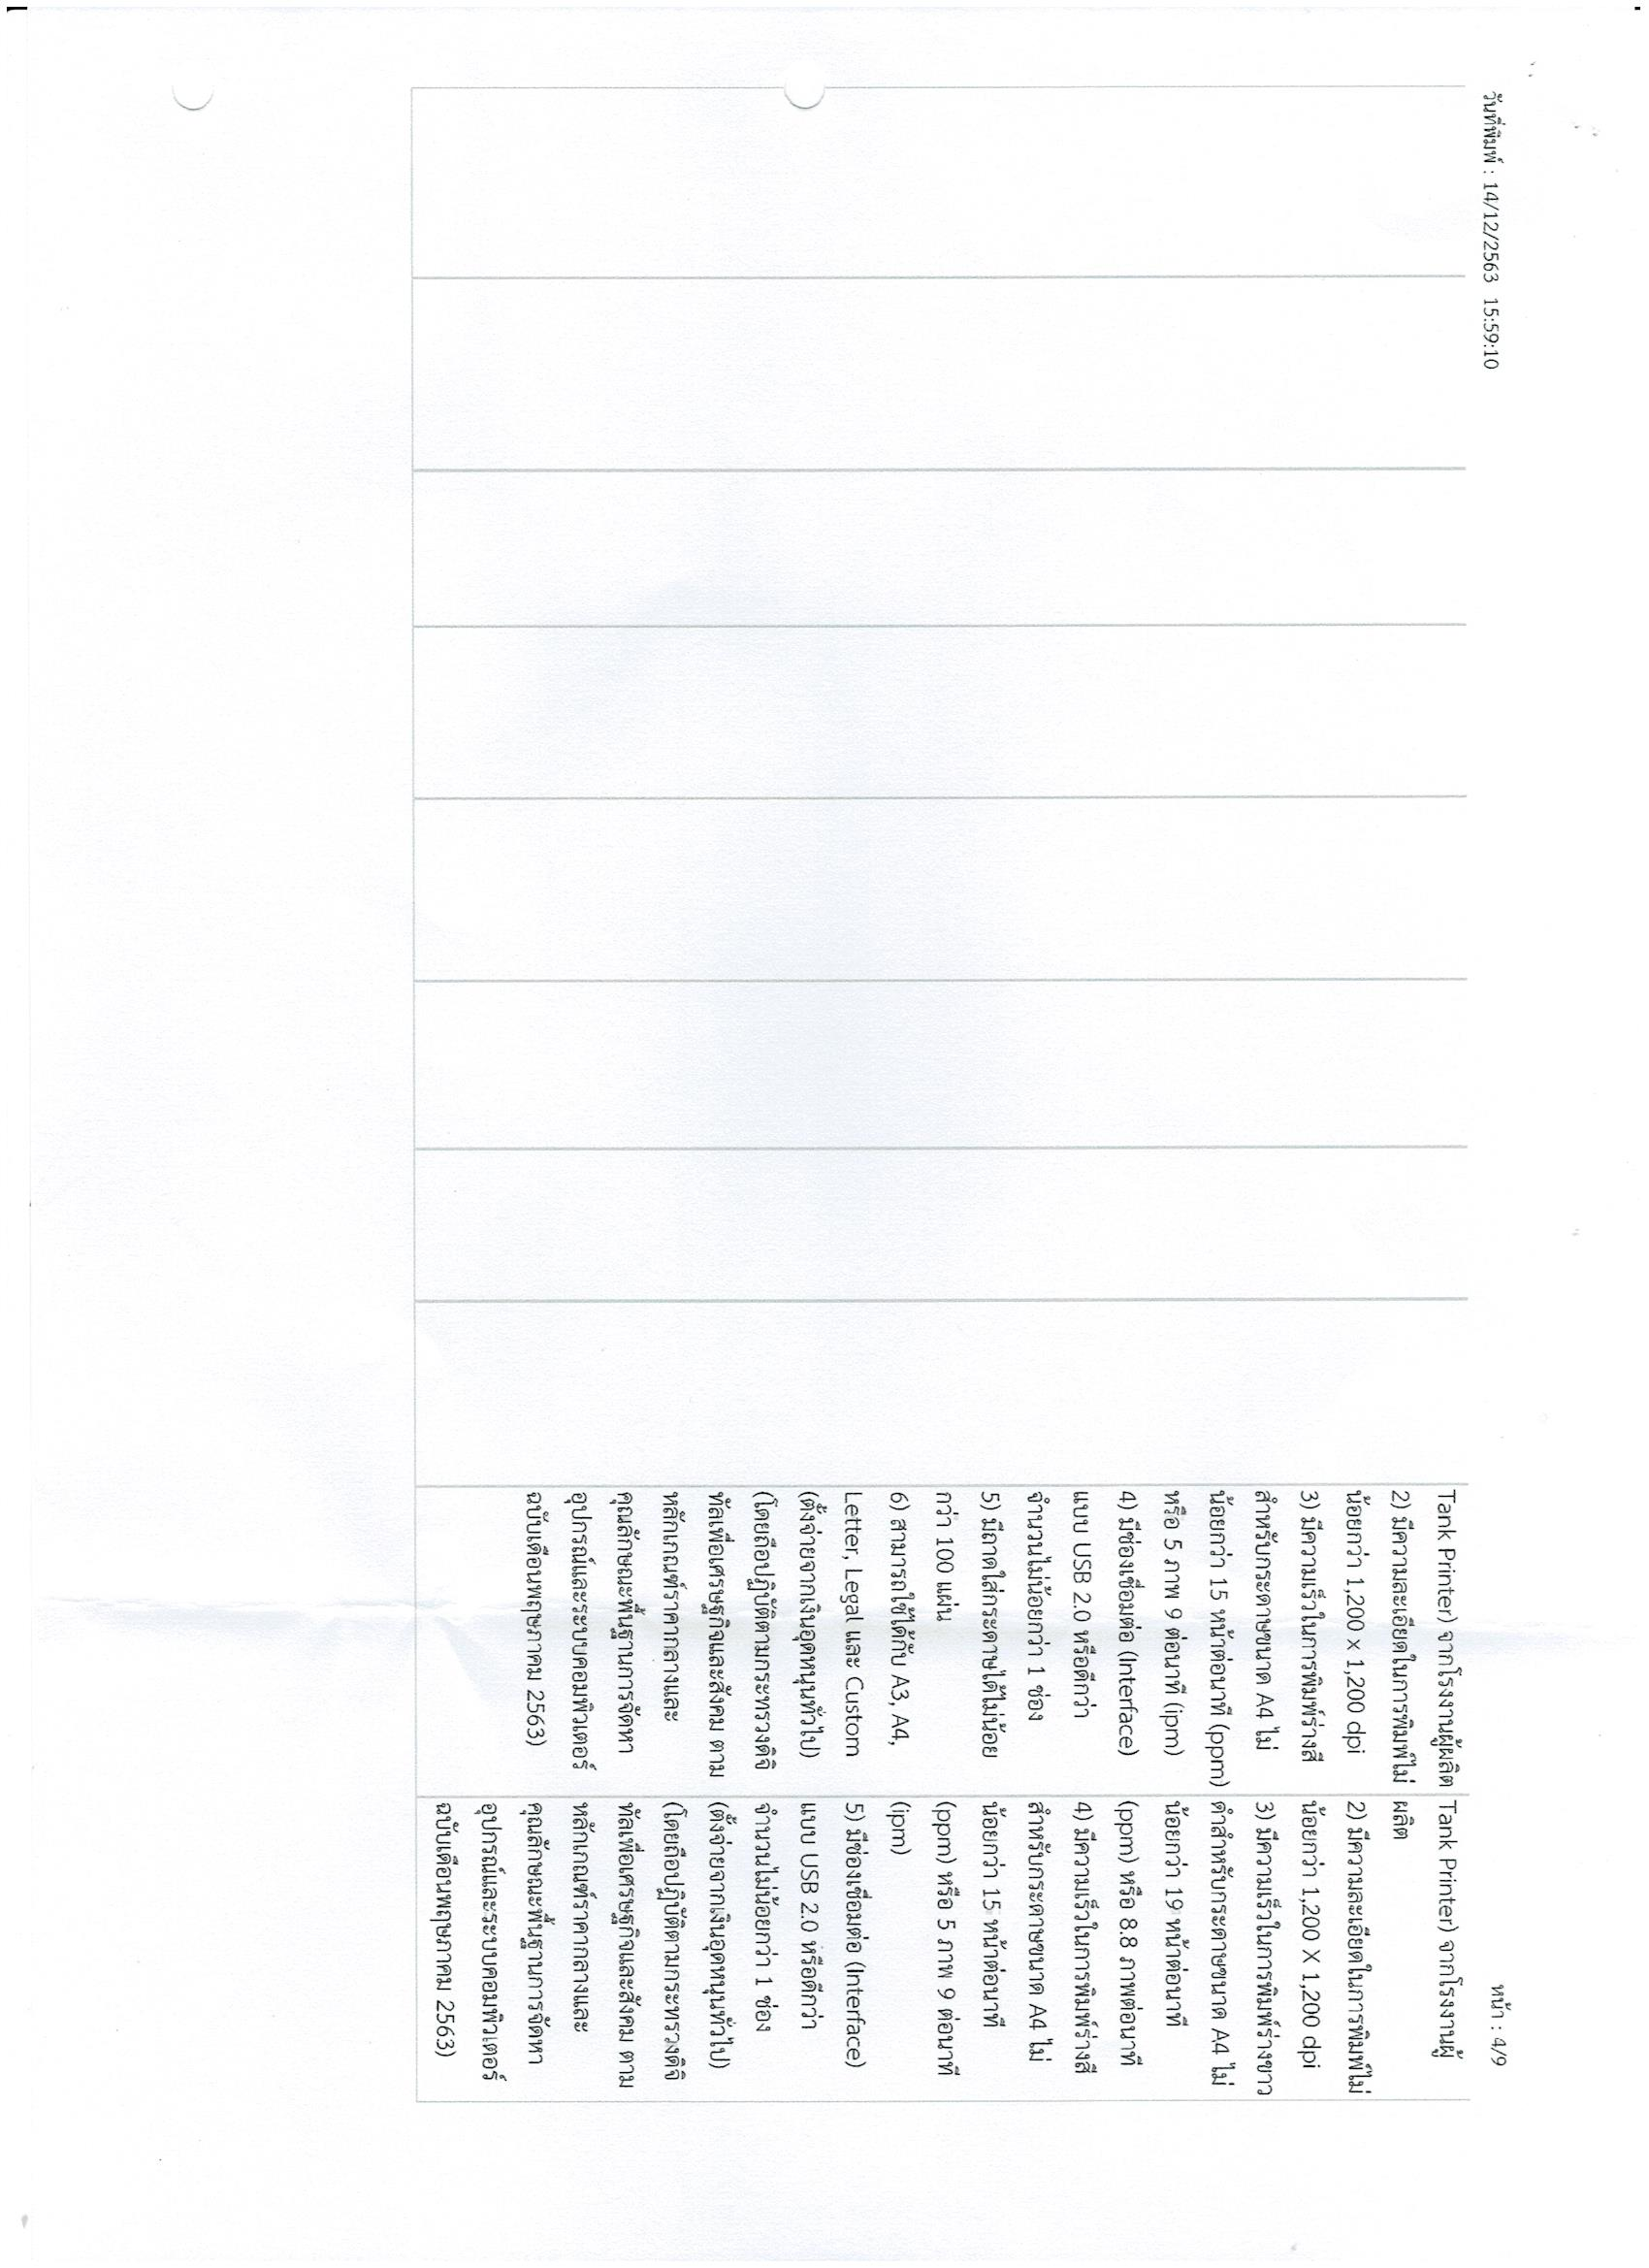 วันที่พิมพ์ : 14/12/2563 15:59:10
หน้า : 4/9
Tank Printer) จากโรงงานผู้ผลิต
2) มีความละเอียดในการพิมพ์ไม่
น้อยกว่า 1,200 x 1,200 dpi
3) มีความเร็วในการพิมพ์ร่างสี
สำหรับกระดาษขนาด A4 ไม่
น้อยกว่า 15 หน้าต่อนาที (ppm)
หรือ 5 ภาพ 9 ต่อนาที (ipm)
4) มีช่องเชื่อมต่อ (Interface)
แบบ USB 2.0 หรือดีกว่า
จำนวนไม่น้อยกว่า 1 ช่อง
5) มีถาดใส่กระดาษได้ไม่น้อย
กว่า 100 แผ่น
6) สามารถใช้ได้กับ A3, A4,
Letter, Legal และ Custom
(ตั้งจ่ายจากเงินอุดหนุนทั่วไป)
(โดยถือปฏิบัติตามกระทรวงดิจิ
ทัลเพื่อเศรษฐกิจและสังคม ตาม
หลักเกณฑ์ราคากลางและ
คุณลักษณะพื้นฐานการจัดหา
อุปกรณ์และระบบคอมพิวเตอร์
ฉบับเดือนพฤษภาคม 2563)
Tank Printer) จากโรงงานผู้
ผลิต
2) มีความละเอียดในการพิมพ์ไม่
น้อยกว่า 1,200 X 1,200 dpi
3) มีความเร็วในการพิมพ์ร่างขาว
ดำสำหรับกระดาษขนาด A4 ไม่
น้อยกว่า 19 หน้าต่อนาที
(ppm) หรือ 8.8 ภาพต่อนาที
4) มีความเร็วในการพิมพ์ร่างสี
สำหรับกระดาษขนาด A4 ไม่
น้อยกว่า 15 หน้าต่อนาที
(ppm) หรือ 5 ภาพ 9 ต่อนาที
(ipm)
5) มีช่องเชื่อมต่อ (Interface)
แบบ USB 2.0 หรือดีกว่า
จำนวนไม่น้อยกว่า 1 ช่อง
(ตั้งจ่ายจากเงินอุดหนุนทั่วไป)
(โดยถือปฏิบัติตามกระทรวงดิจิ
ทัลเพื่อเศรษฐกิจและสังคม ตาม
หลักเกณฑ์ราคากลางและ
คุณลักษณะพื้นฐานการจัดหา
อุปกรณ์และระบบคอมพิวเตอร์
ฉบับเดือนพฤษภาคม 2563)